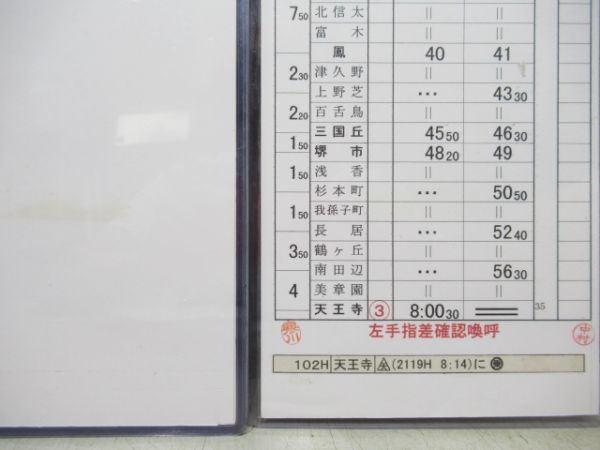 7 50 北信太 || ||
富木 || ||
鳳 40 41
2 30 津久野 || ||
上野芝 ⋯ 43 30
2 20 百舌鳥 || ||
三国丘 45 50 46 30
1 50 堺市 48 20 49
1 50 浅香 || ||
杉本町 ⋯ 50 50
1 50 我孫子町 || ||
長居 ⋯ 52 40
3 50 鶴ヶ丘 || ||
南田辺 ⋯ 56 30
4 美章園 || ||
天王寺 ③ 8:00 30 ═ 35
左手指差確認喚呼
中村
102H 天王寺 (2119H 8:14)に